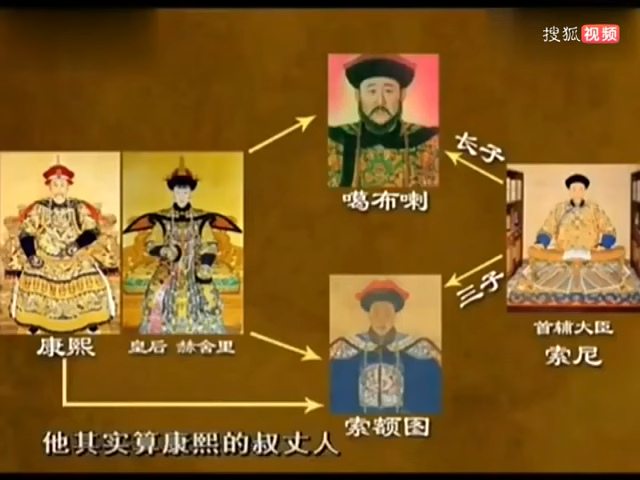 搜狐视频
长子
噶布喇
三子
首辅大臣
索尼
康熙
皇后 赫舍里
索额图
他其实算康熙的叔丈人